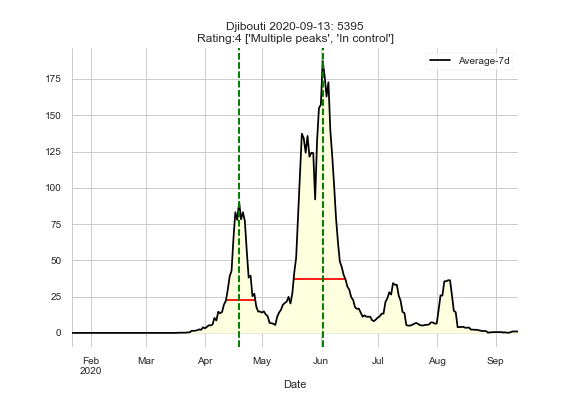 Djibouti 2020-09-13: 5395
Rating:4 ['Multiple peaks', 'In control']
Average-7d
175
150
125
100
75
50
25
0
Feb
2020
Mar
Apr
May
Jun
Jul
Aug
Sep
Date